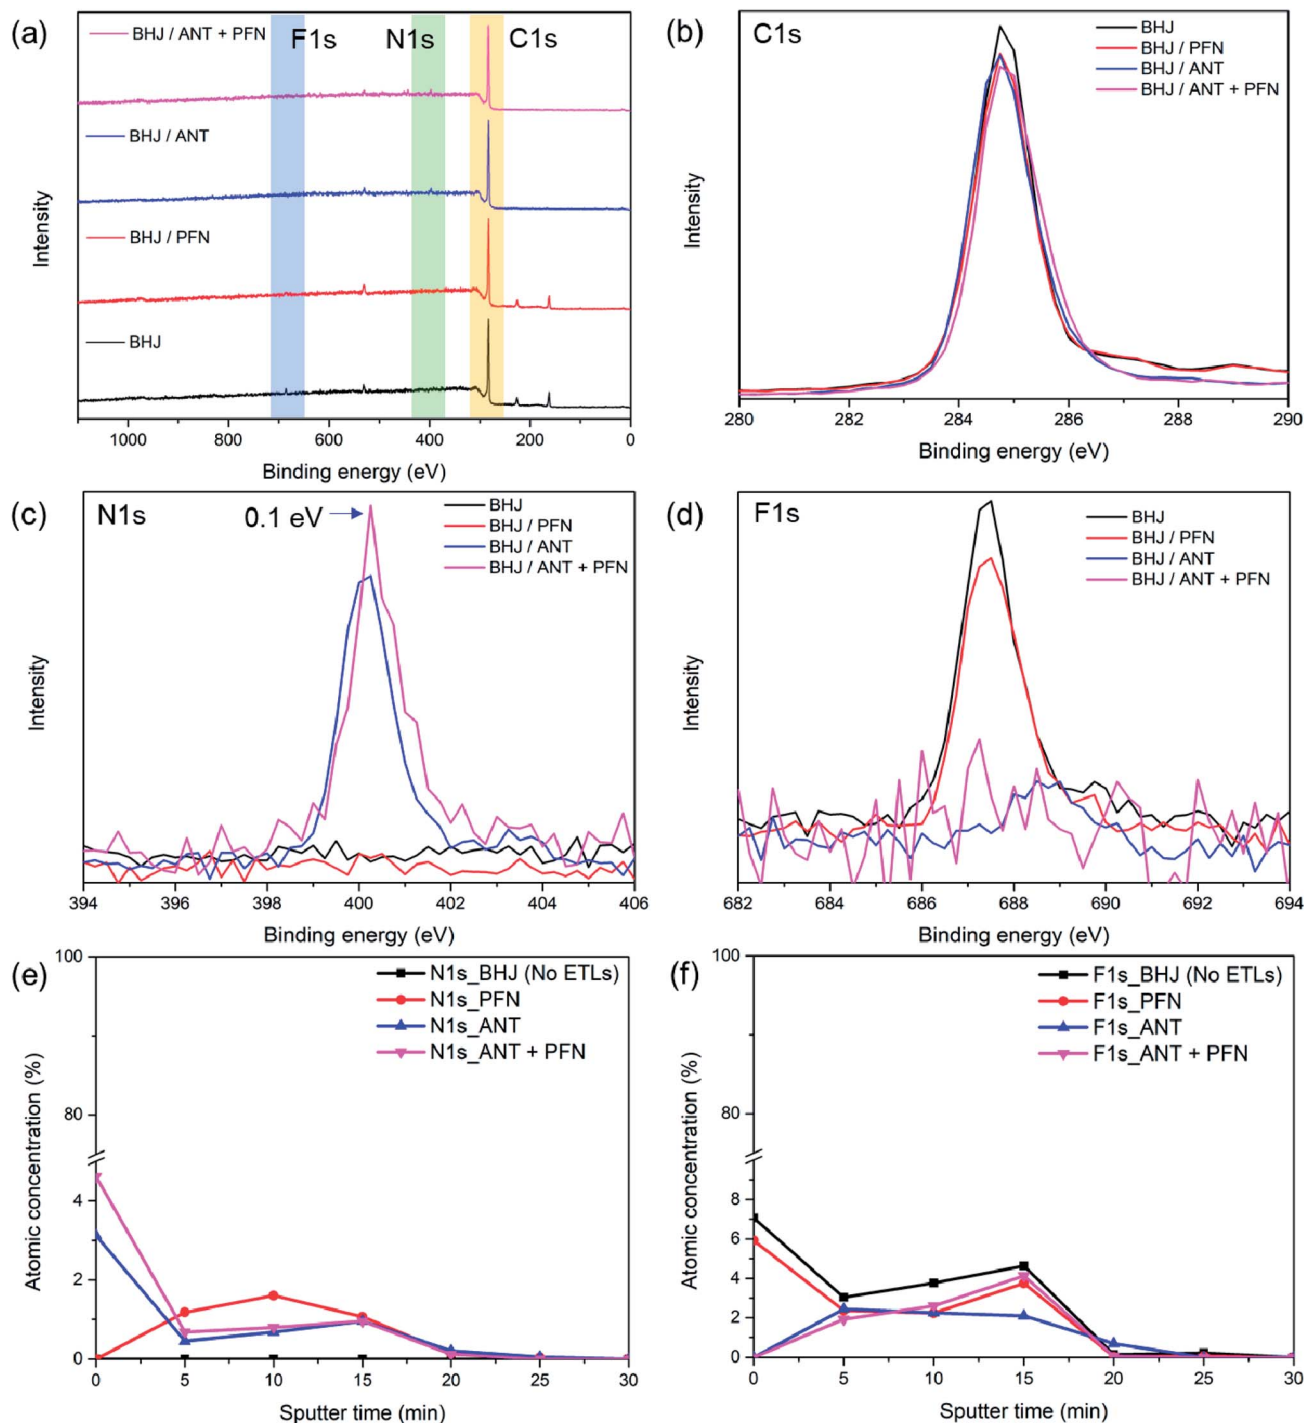 (a)
BHJ / ANT + PFN
F1s
N1s
C1s
BHJ / ANT
BHJ / PFN
BHJ
Intensity
1000
800
600
400
200
0
Binding energy (eV)
(b)
C1s
BHJ
BHJ / PFN
BHJ / ANT
BHJ / ANT + PFN
Intensity
280
282
284
286
288
290
Binding energy (eV)
(c)
N1s
0.1 eV
BHJ
BHJ / PFN
BHJ / ANT
BHJ / ANT + PFN
Intensity
394
396
398
400
402
404
406
Binding energy (eV)
(d)
F1s
BHJ
BHJ / PFN
BHJ / ANT
BHJ / ANT + PFN
Intensity
682
684
686
688
690
692
694
Binding energy (eV)
(e)
N1s_BHJ (No ETLs)
N1s_PFN
N1s_ANT
N1s_ANT + PFN
Atomic concentration (%)
100
80
4
2
0
0
5
10
15
20
25
30
Sputter time (min)
(f)
F1s_BHJ (No ETLs)
F1s_PFN
F1s_ANT
F1s_ANT + PFN
Atomic concentration (%)
100
80
8
6
4
2
0
0
5
10
15
20
25
30
Sputter time (min)